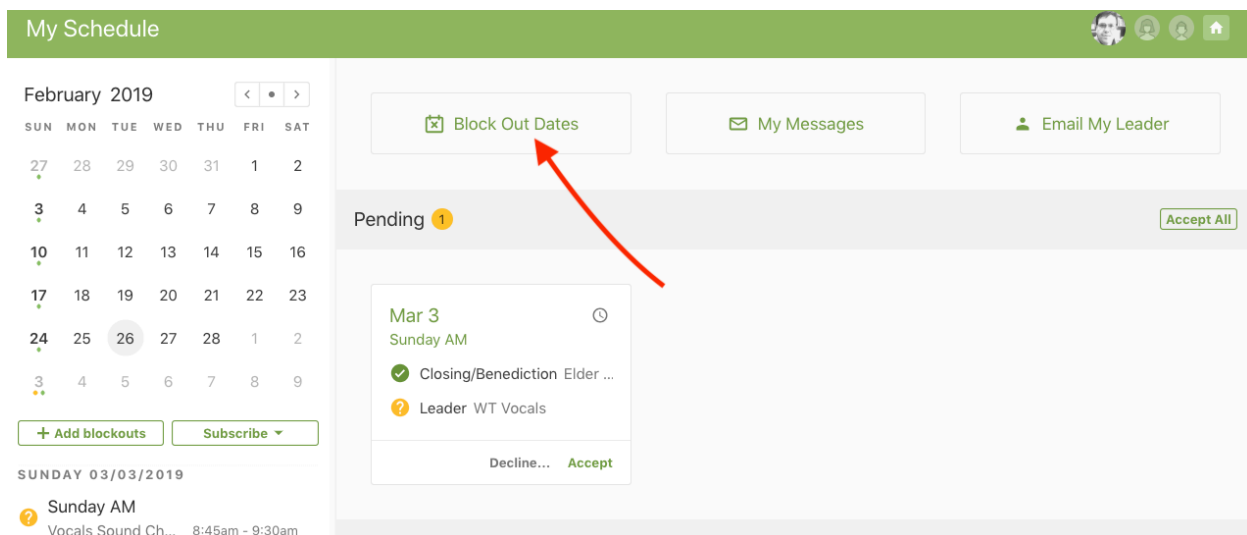 My Schedule
February 2019
SUN MON TUE WED THU FRI SAT
27 28 29 30 31 1 2
3 4 5 6 7 8 9
10 11 12 13 14 15 16
17 18 19 20 21 22 23
24 25 26 27 28 1 2
3 4 5 6 7 8 9
+ Add blockouts Subscribe
SUNDAY 03/03/2019
? Sunday AM
Vocals Sound Ch... 8:45am - 9:30am
Block Out Dates My Messages Email My Leader
Pending 1 Accept All
Mar 3
Sunday AM
Closing/Benediction Elder ...
? Leader WT Vocals
Decline... Accept